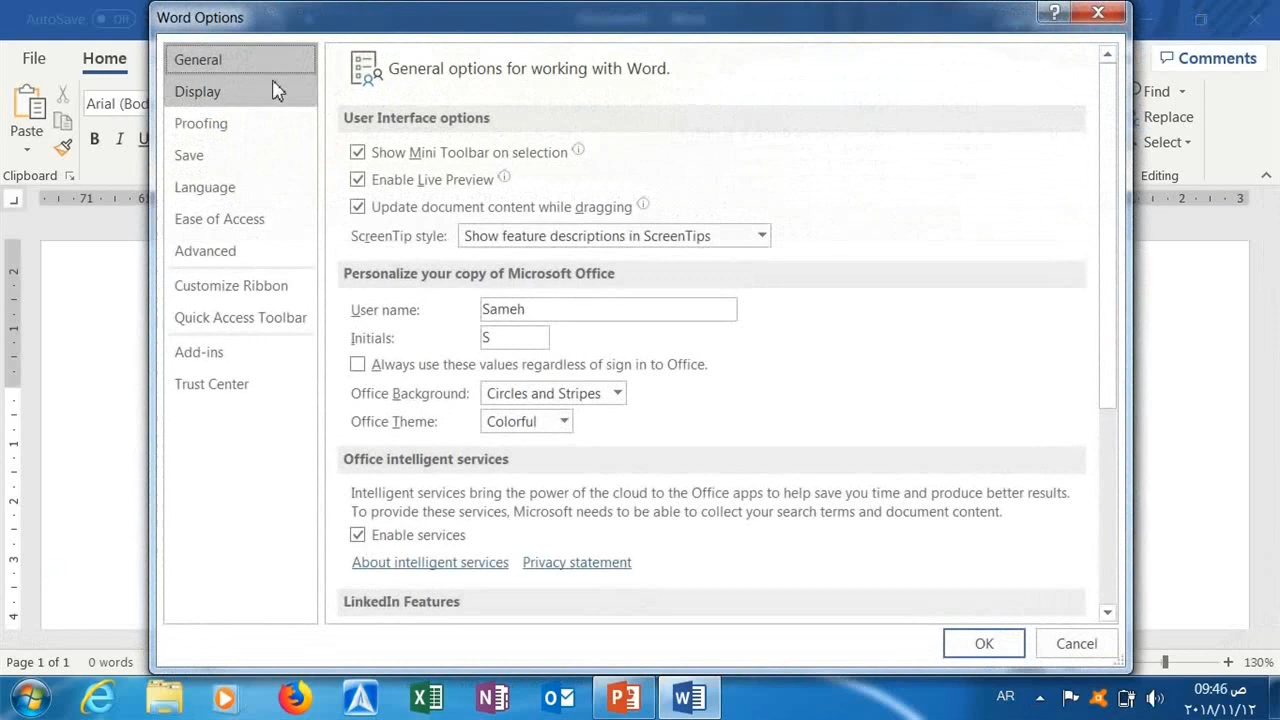 AutoSave Off
Word Options
?
File
Home
Comments
Paste
Arial (Bod
B I U
Clipboard
Find
Replace
Select
Editing
General
Display
Proofing
Save
Language
Ease of Access
Advanced
Customize Ribbon
Quick Access Toolbar
Add-ins
Trust Center
General options for working with Word.
User Interface options
Show Mini Toolbar on selection
Enable Live Preview
Update document content while dragging
ScreenTip style: Show feature descriptions in ScreenTips
Personalize your copy of Microsoft Office
User name: Sameh
Initials: S
Always use these values regardless of sign in to Office.
Office Background: Circles and Stripes
Office Theme: Colorful
Office intelligent services
Intelligent services bring the power of the cloud to the Office apps to help save you time and produce better results.
To provide these services, Microsoft needs to be able to collect your search terms and document content.
Enable services
About intelligent services Privacy statement
LinkedIn Features
OK Cancel
Page 1 of 1 0 words
130%
AR
09:46 ص
٢٠١٨/١١/١٢